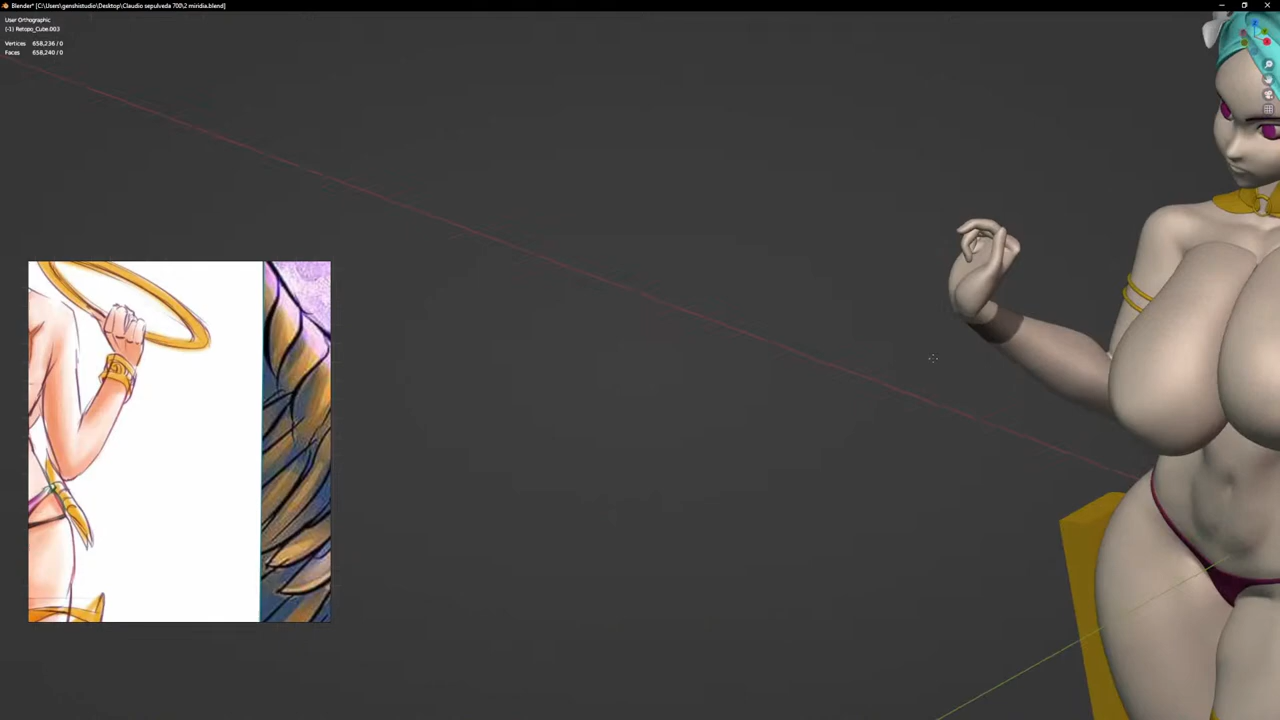 Blender* [C:\Users\genshistudio\Desktop\Claudio sepulveda 700\2 miridia.blend]
User Orthographic
(-1) Retopo_Cube.003
Vertices 658,236 / 0
Faces 658,240 / 0